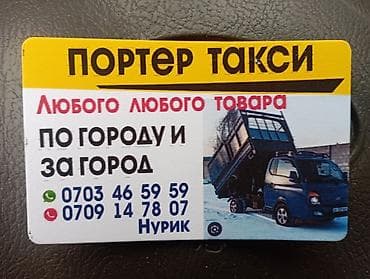 ПОРТЕР ТАКСИ
ЛЮБОГО ЛЮБОГО ТОВАРА
ПО ГОРОДУ И
ЗА ГОРОД
0703 46 59 59
0709 14 78 07
Нурик